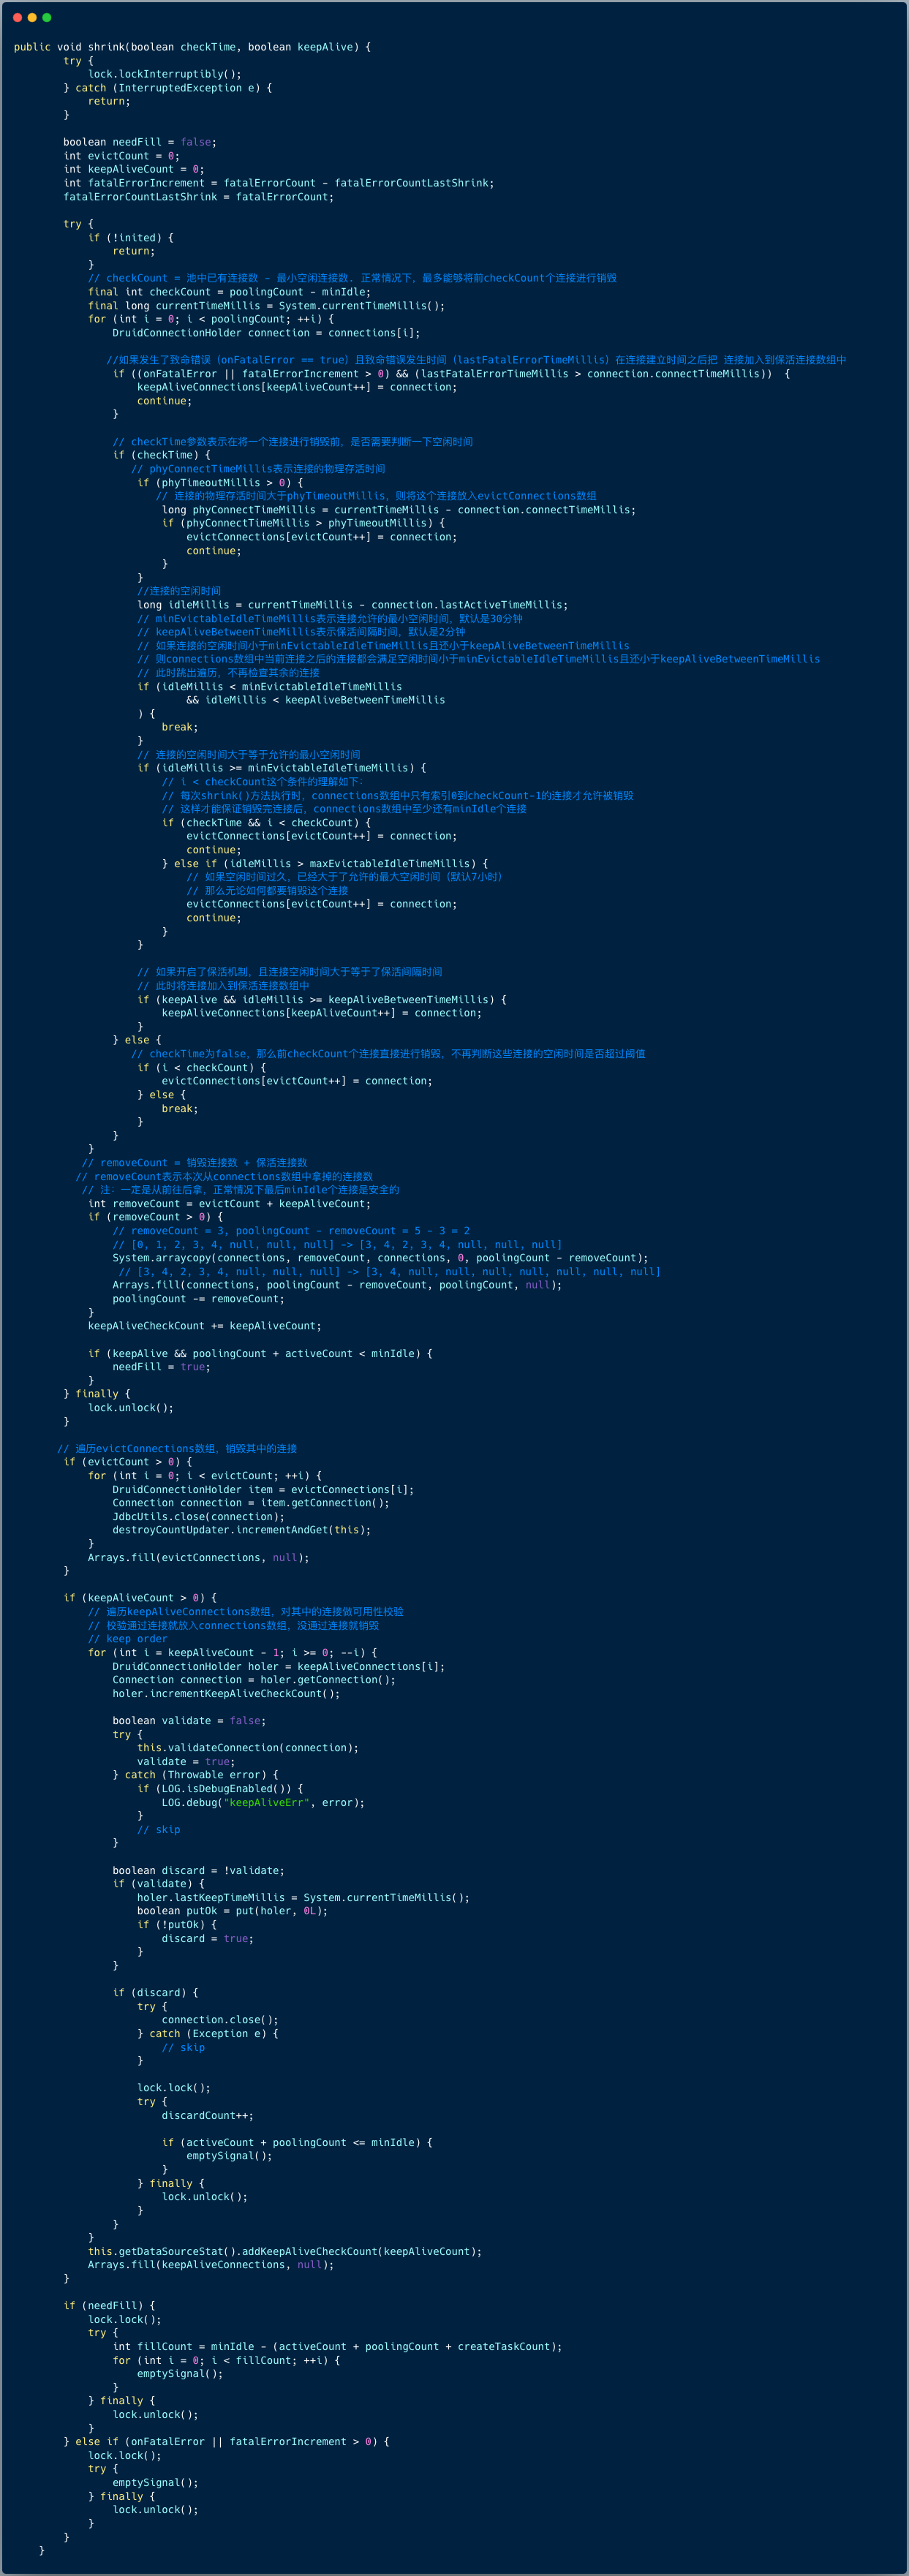 public void shrink(boolean checkTime, boolean keepAlive) {
        try {
            lock.lockInterruptibly();
        } catch (InterruptedException e) {
            return;
        }

        boolean needFill = false;
        int evictCount = 0;
        int keepAliveCount = 0;
        int fatalErrorIncrement = fatalErrorCount - fatalErrorCountLastShrink;
        fatalErrorCountLastShrink = fatalErrorCount;

        try {
            if (!inited) {
                return;
            }
            // checkCount = 池中已有连接数 - 最小空闲连接数. 正常情况下，最多能够将前checkCount个连接进行销毁
            final int checkCount = poolingCount - minIdle;
            final long currentTimeMillis = System.currentTimeMillis();
            for (int i = 0; i < poolingCount; ++i) {
                DruidConnectionHolder connection = connections[i];

               //如果发生了致命错误（onFatalError == true）且致命错误发生时间（lastFatalErrorTimeMillis）在连接建立时间之后把 连接加入到保活连接数组中
                if ((onFatalError || fatalErrorIncrement > 0) && (lastFatalErrorTimeMillis > connection.connectTimeMillis))  {
                    keepAliveConnections[keepAliveCount++] = connection;
                    continue;
                }

                // checkTime参数表示在将一个连接进行销毁前，是否需要判断一下空闲时间
                if (checkTime) {
                   // phyConnectTimeMillis表示连接的物理存活时间
                    if (phyTimeoutMillis > 0) {
                       // 连接的物理存活时间大于phyTimeoutMillis，则将这个连接放入evictConnections数组
                        long phyConnectTimeMillis = currentTimeMillis - connection.connectTimeMillis;
                        if (phyConnectTimeMillis > phyTimeoutMillis) {
                            evictConnections[evictCount++] = connection;
                            continue;
                        }
                    }
                    //连接的空闲时间
                    long idleMillis = currentTimeMillis - connection.lastActiveTimeMillis;
                    // minEvictableIdleTimeMillis表示连接允许的最小空闲时间，默认是30分钟
                    // keepAliveBetweenTimeMillis表示保活间隔时间，默认是2分钟
                    // 如果连接的空闲时间小于minEvictableIdleTimeMillis且还小于keepAliveBetweenTimeMillis
                    // 则connections数组中当前连接之后的连接都会满足空闲时间小于minEvictableIdleTimeMillis且还小于keepAliveBetweenTimeMillis
                    // 此时跳出遍历，不再检查其余的连接
                    if (idleMillis < minEvictableIdleTimeMillis
                            && idleMillis < keepAliveBetweenTimeMillis
                    ) {
                        break;
                    }
                    // 连接的空闲时间大于等于允许的最小空闲时间
                    if (idleMillis >= minEvictableIdleTimeMillis) {
                        // i < checkCount这个条件的理解如下：
                        // 每次shrink()方法执行时，connections数组中只有索引0到checkCount-1的连接才允许被销毁
                        // 这样才能保证销毁完连接后，connections数组中至少还有minIdle个连接
                        if (checkTime && i < checkCount) {
                            evictConnections[evictCount++] = connection;
                            continue;
                        } else if (idleMillis > maxEvictableIdleTimeMillis) {
                            // 如果空闲时间过久，已经大于了允许的最大空闲时间（默认7小时）
                            // 那么无论如何都要销毁这个连接
                            evictConnections[evictCount++] = connection;
                            continue;
                        }
                    }

                    // 如果开启了保活机制，且连接空闲时间大于等于了保活间隔时间
                    // 此时将连接加入到保活连接数组中
                    if (keepAlive && idleMillis >= keepAliveBetweenTimeMillis) {
                        keepAliveConnections[keepAliveCount++] = connection;
                    }
                } else {
                   // checkTime为false，那么前checkCount个连接直接进行销毁，不再判断这些连接的空闲时间是否超过阈值
                    if (i < checkCount) {
                        evictConnections[evictCount++] = connection;
                    } else {
                        break;
                    }
                }
            }
           // removeCount = 销毁连接数 + 保活连接数
          // removeCount表示本次从connections数组中拿掉的连接数
           // 注：一定是从前往后拿，正常情况下最后minIdle个连接是安全的
            int removeCount = evictCount + keepAliveCount;
            if (removeCount > 0) {
                // removeCount = 3, poolingCount - removeCount = 5 - 3 = 2
                // [0, 1, 2, 3, 4, null, null, null] -> [3, 4, 2, 3, 4, null, null, null]
                System.arraycopy(connections, removeCount, connections, 0, poolingCount - removeCount);
                 // [3, 4, 2, 3, 4, null, null, null] -> [3, 4, null, null, null, null, null, null, null]
                Arrays.fill(connections, poolingCount - removeCount, poolingCount, null);
                poolingCount -= removeCount;
            }
            keepAliveCheckCount += keepAliveCount;

            if (keepAlive && poolingCount + activeCount < minIdle) {
                needFill = true;
            }
        } finally {
            lock.unlock();
        }

       // 遍历evictConnections数组，销毁其中的连接
        if (evictCount > 0) {
            for (int i = 0; i < evictCount; ++i) {
                DruidConnectionHolder item = evictConnections[i];
                Connection connection = item.getConnection();
                JdbcUtils.close(connection);
                destroyCountUpdater.incrementAndGet(this);
            }
            Arrays.fill(evictConnections, null);
        }

        if (keepAliveCount > 0) {
            // 遍历keepAliveConnections数组，对其中的连接做可用性校验
            // 校验通过连接就放入connections数组，没通过连接就销毁
            // keep order
            for (int i = keepAliveCount - 1; i >= 0; --i) {
                DruidConnectionHolder holer = keepAliveConnections[i];
                Connection connection = holer.getConnection();
                holer.incrementKeepAliveCheckCount();

                boolean validate = false;
                try {
                    this.validateConnection(connection);
                    validate = true;
                } catch (Throwable error) {
                    if (LOG.isDebugEnabled()) {
                        LOG.debug("keepAliveErr", error);
                    }
                    // skip
                }

                boolean discard = !validate;
                if (validate) {
                    holer.lastKeepTimeMillis = System.currentTimeMillis();
                    boolean putOk = put(holer, 0L);
                    if (!putOk) {
                        discard = true;
                    }
                }

                if (discard) {
                    try {
                        connection.close();
                    } catch (Exception e) {
                        // skip
                    }

                    lock.lock();
                    try {
                        discardCount++;

                        if (activeCount + poolingCount <= minIdle) {
                            emptySignal();
                        }
                    } finally {
                        lock.unlock();
                    }
                }
            }
            this.getDataSourceStat().addKeepAliveCheckCount(keepAliveCount);
            Arrays.fill(keepAliveConnections, null);
        }

        if (needFill) {
            lock.lock();
            try {
                int fillCount = minIdle - (activeCount + poolingCount + createTaskCount);
                for (int i = 0; i < fillCount; ++i) {
                    emptySignal();
                }
            } finally {
                lock.unlock();
            }
        } else if (onFatalError || fatalErrorIncrement > 0) {
            lock.lock();
            try {
                emptySignal();
            } finally {
                lock.unlock();
            }
        }
    }